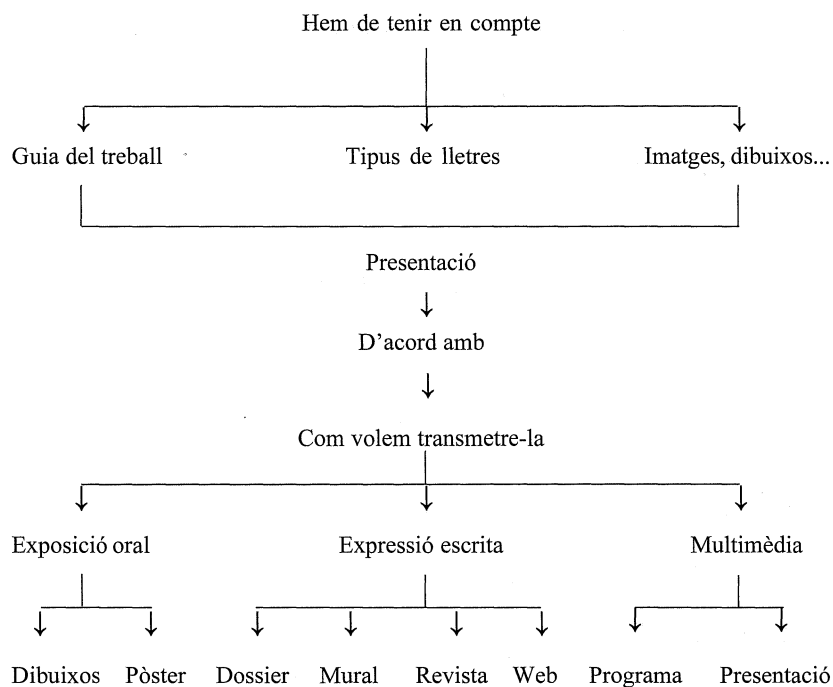 Hem de tenir en compte
Guia del treball Tipus de lletres Imatges, dibuixos...
Presentació
D’acord amb
Com volem transmetre-la
Exposició oral Expressió escrita Multimèdia
Dibuixos Pòster Dossier Mural Revista Web Programa Presentació